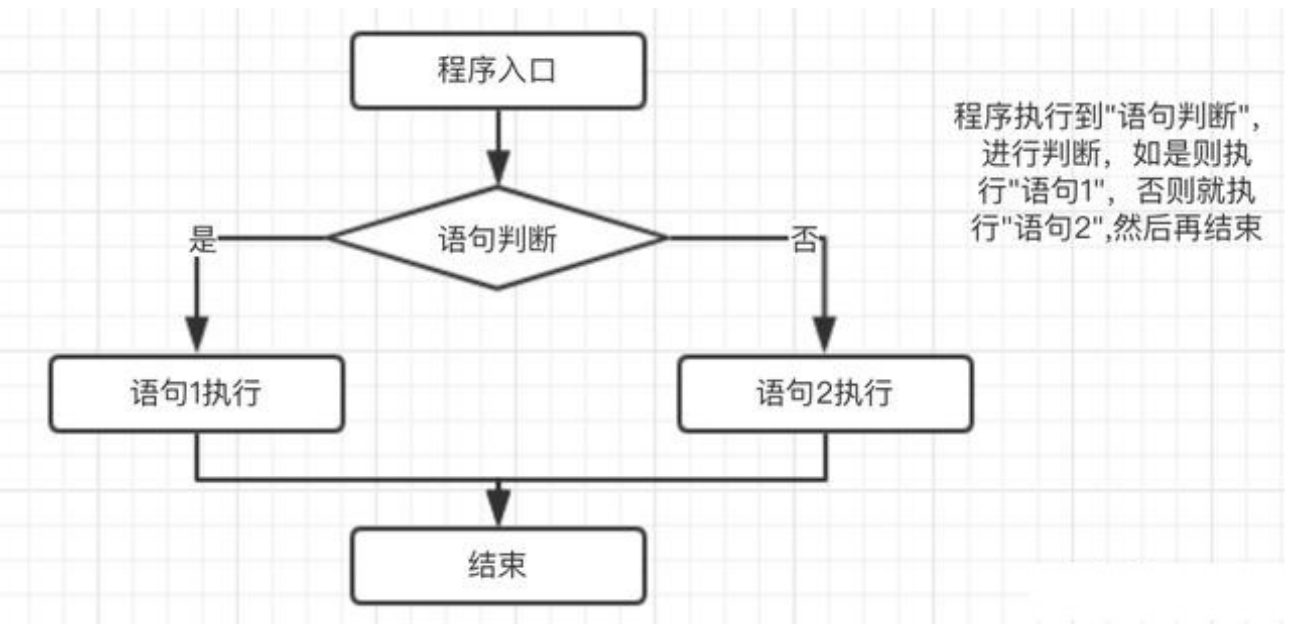 程序入口
程序执行到"语句判断",
进行判断，如是则执
行"语句1"，否则就执
行"语句2",然后再结束
是
语句判断
否
语句1执行
语句2执行
结束